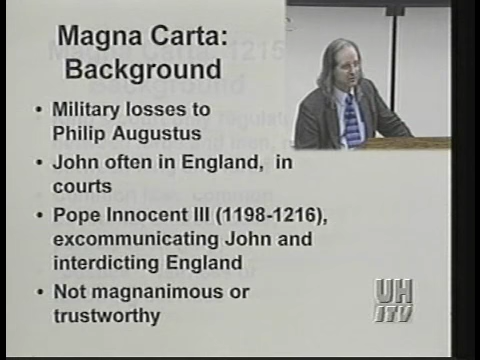 Magna Carta:
Background
• Military losses to
Philip Augustus
• John often in England, in
courts
• Pope Innocent III (1198-1216),
excommunicating John and
interdicting England
• Not magnanimous or
trustworthy
UH
ITV